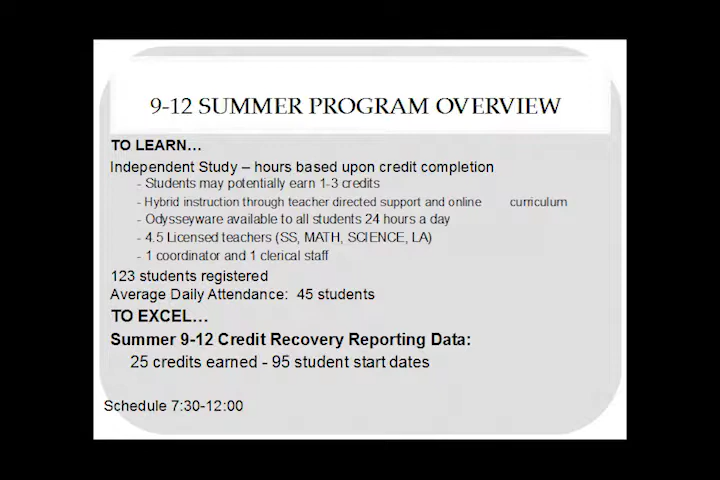 9-12 SUMMER PROGRAM OVERVIEW
TO LEARN…
Independent Study – hours based upon credit completion
- Students may potentially earn 1-3 credits
- Hybrid instruction through teacher directed support and online curriculum
- Odysseyware available to all students 24 hours a day
- 4.5 Licensed teachers (SS, MATH, SCIENCE, LA)
- 1 coordinator and 1 clerical staff
123 students registered
Average Daily Attendance: 45 students
TO EXCEL…
Summer 9-12 Credit Recovery Reporting Data:
25 credits earned - 95 student start dates
Schedule 7:30-12:00